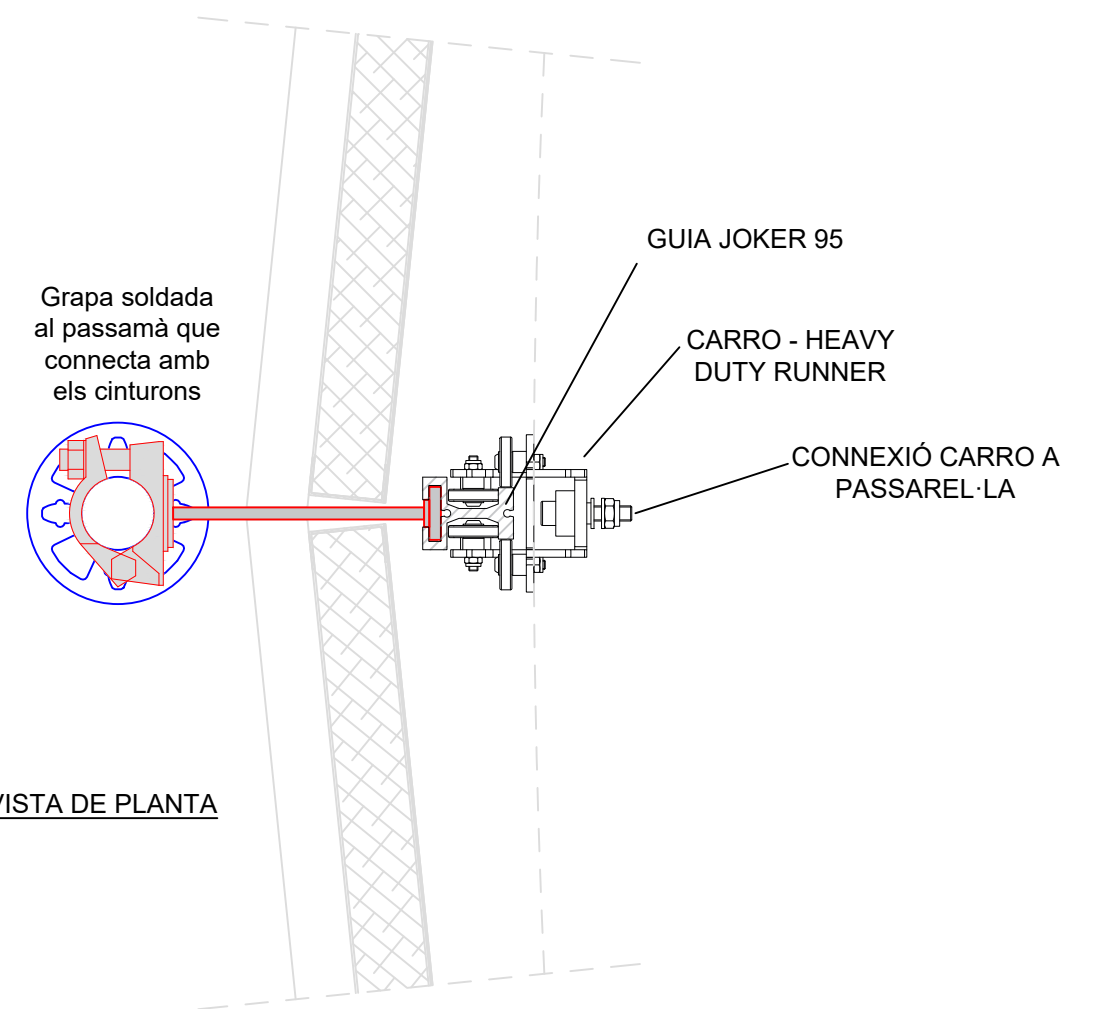 GUIA JOKER 95
Grapa soldada
al passamà que
connecta amb
els cinturons
CARRO - HEAVY
DUTY RUNNER
CONNEXIÓ CARRO A
PASSAREL·LA
VISTA DE PLANTA